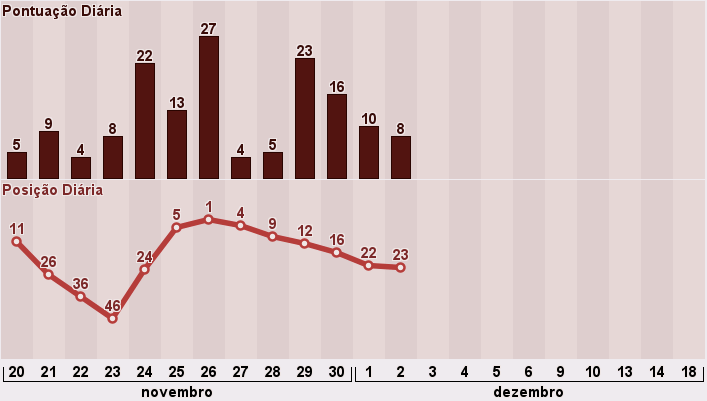 Pontuação Diária
5 9 4 8 22 13 27 4 5 23 16 10 8
Posição Diária
11 26 36 46 24 5 1 4 9 12 16 22 23
20 21 22 23 24 25 26 27 28 29 30 1 2 3 4 5 6 9 10 13 14 18
novembro dezembro